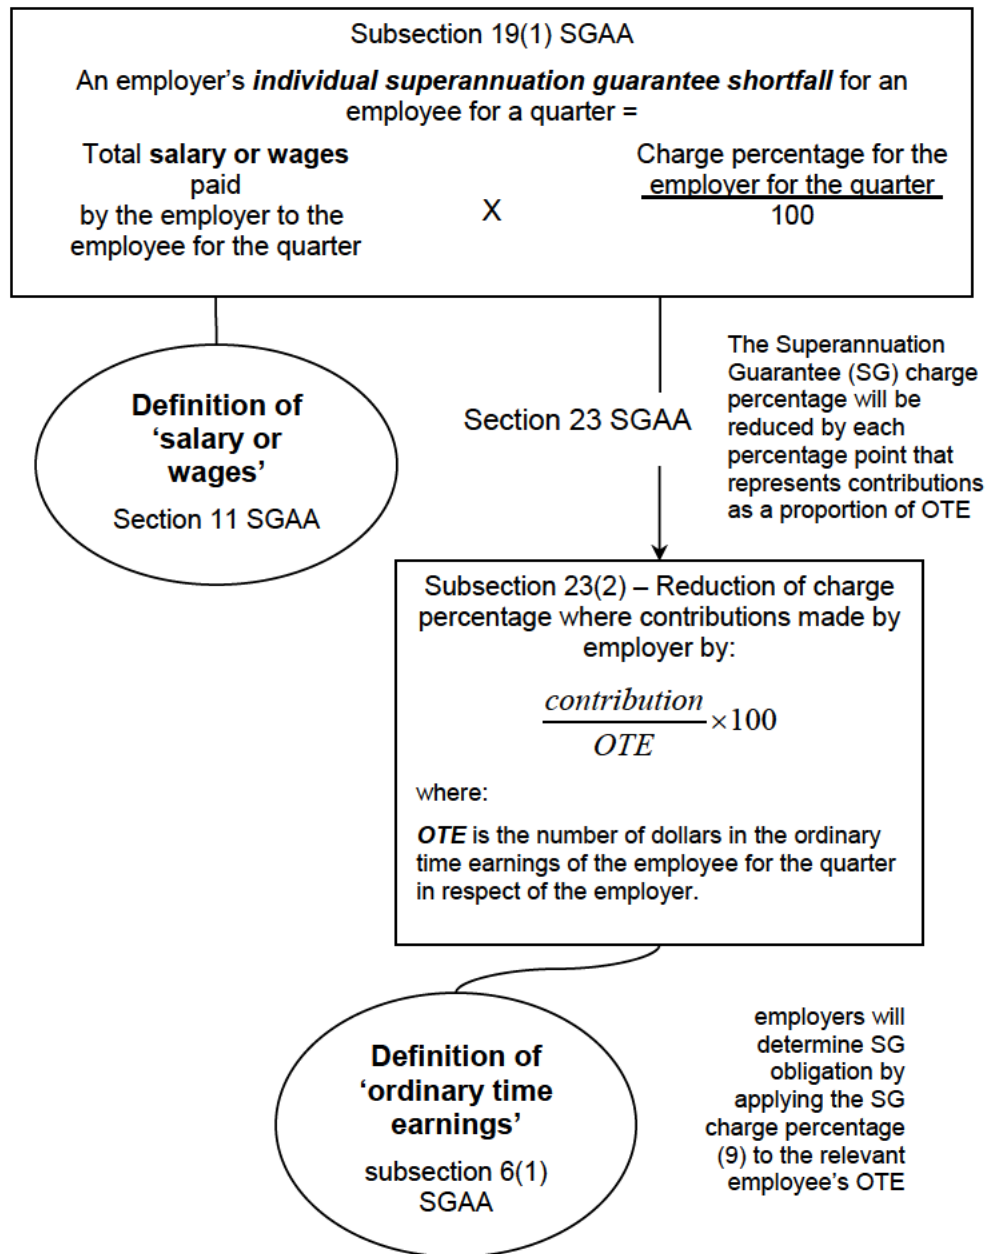 Subsection 19(1) SGAA
An employer's individual superannuation guarantee shortfall for an
employee for a quarter =
Total salary or wages
paid
by the employer to the
employee for the quarter
X
Charge percentage for the
employer for the quarter
100
Definition of
‘salary or
wages’
Section 11 SGAA
Section 23 SGAA
The Superannuation
Guarantee (SG) charge
percentage will be
reduced by each
percentage point that
represents contributions
as a proportion of OTE
Subsection 23(2) – Reduction of charge
percentage where contributions made by
employer by:
contribution
OTE
×100
where:
OTE is the number of dollars in the ordinary
time earnings of the employee for the quarter
in respect of the employer.
Definition of
‘ordinary time
earnings’
subsection 6(1)
SGAA
employers will
determine SG
obligation by
applying the SG
charge percentage
(9) to the relevant
employee's OTE